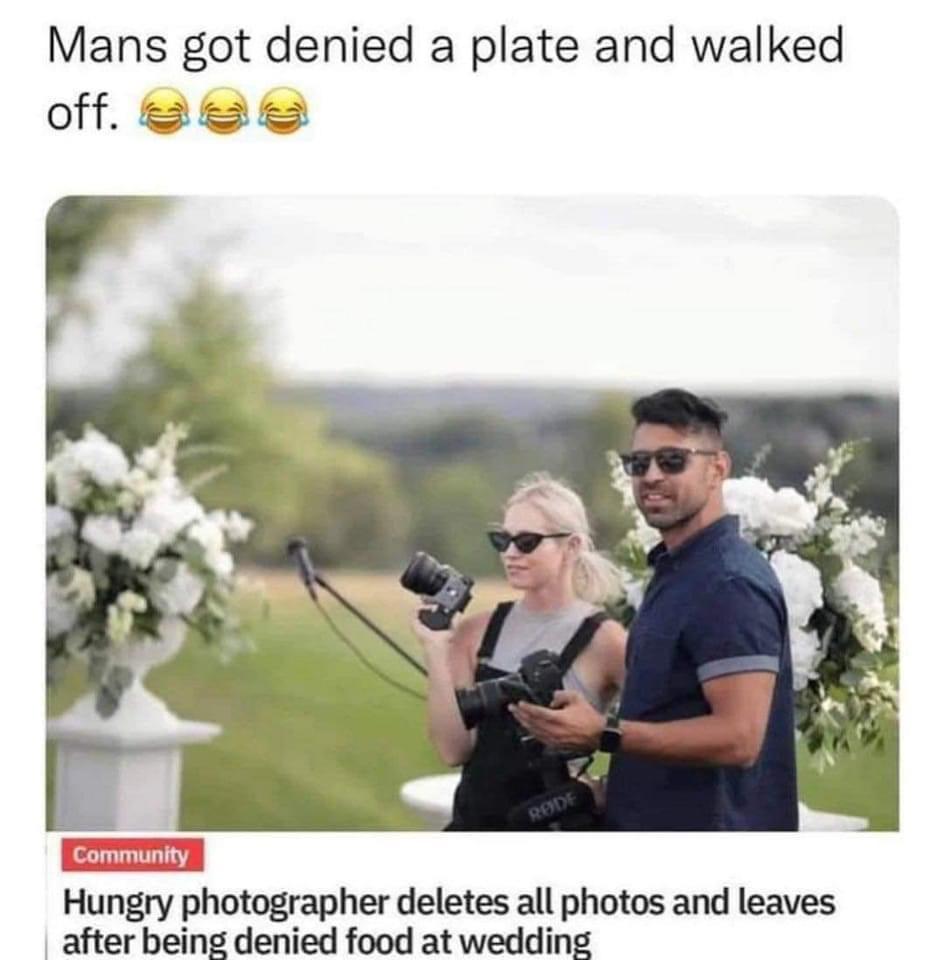 Mans got denied a plate and walked
off. 😂😂😂
RØDE
Community
Hungry photographer deletes all photos and leaves
after being denied food at wedding